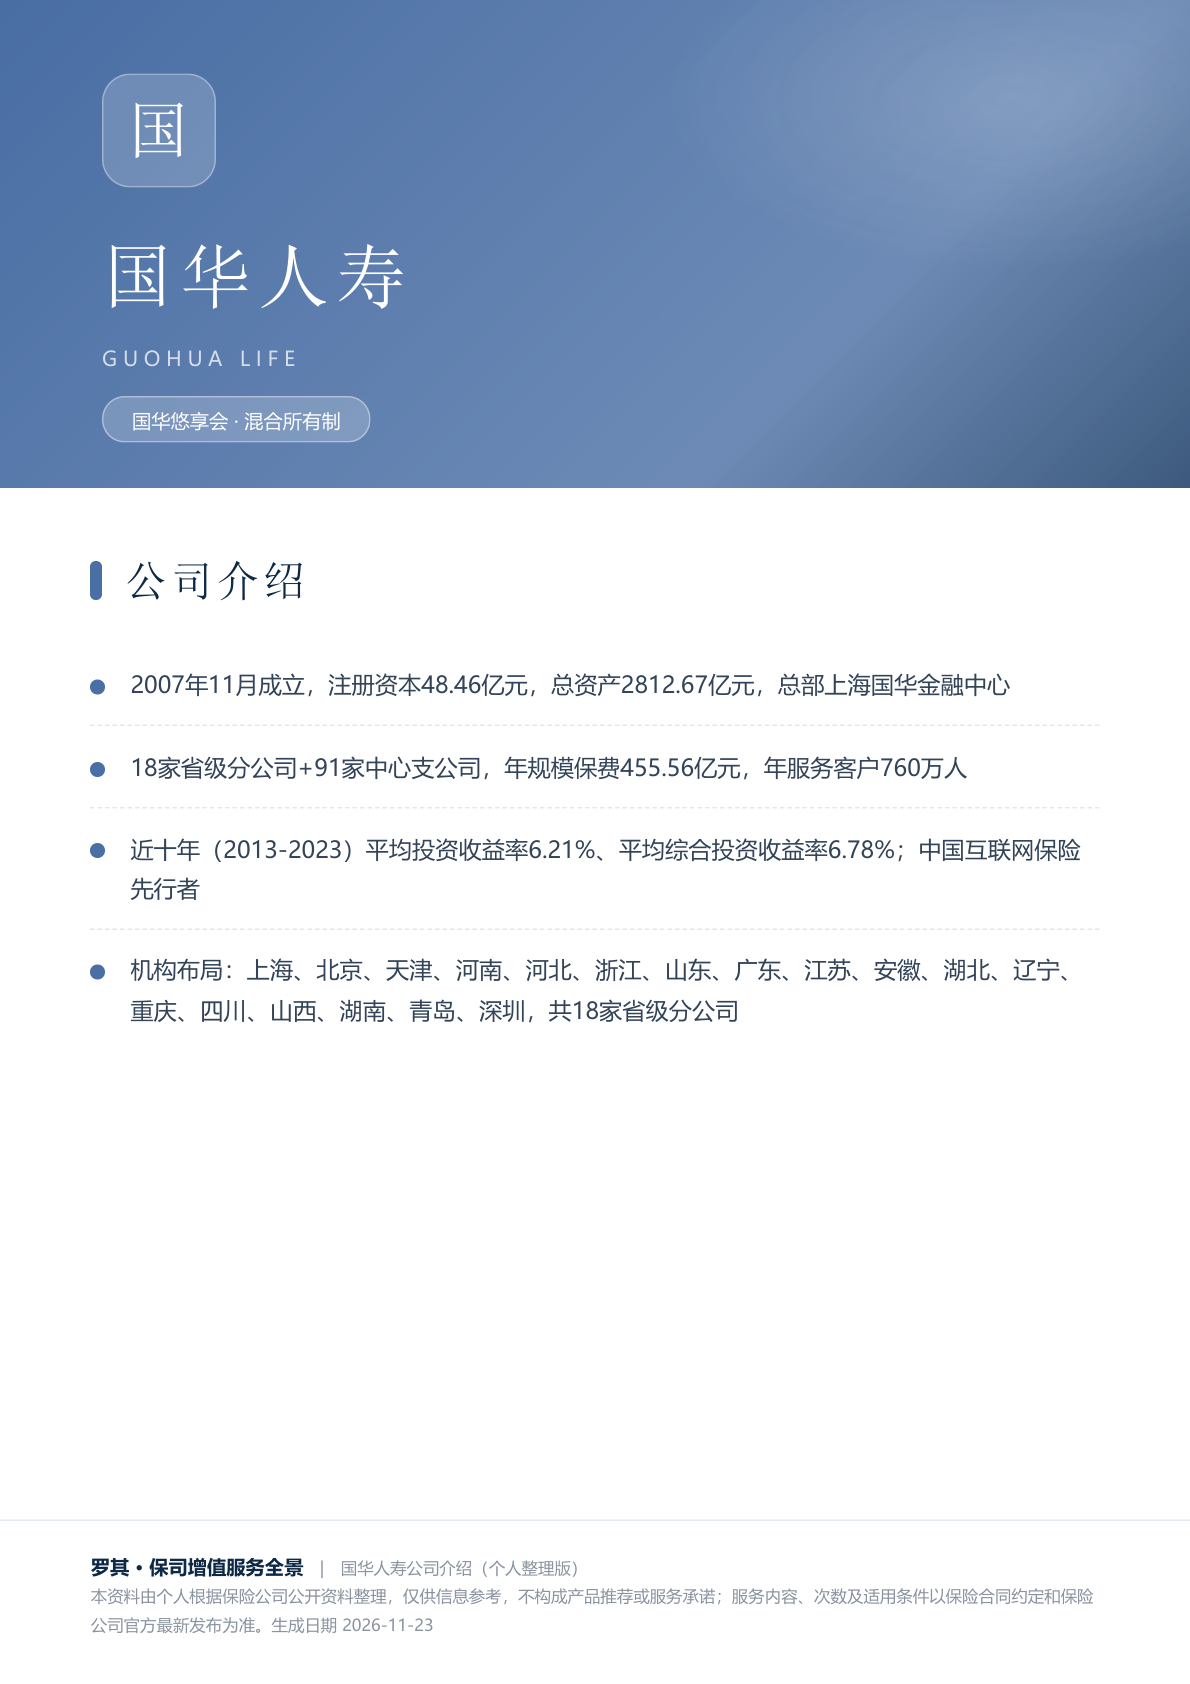 国
国华人寿
GUOHUA LIFE
国华悠享会 · 混合所有制
公司介绍
2007年11月成立，注册资本48.46亿元，总资产2812.67亿元，总部上海国华金融中心
18家省级分公司+91家中心支公司，年规模保费455.56亿元，年服务客户760万人
近十年（2013-2023）平均投资收益率6.21%、平均综合投资收益率6.78%；中国互联网保险
先行者
机构布局：上海、北京、天津、河南、河北、浙江、山东、广东、江苏、安徽、湖北、辽宁、
重庆、四川、山西、湖南、青岛、深圳，共18家省级分公司
罗其 • 保司增值服务全景 | 国华人寿公司介绍（个人整理版）
本资料由个人根据保险公司公开资料整理，仅供信息参考，不构成产品推荐或服务承诺；服务内容、次数及适用条件以保险合同约定和保险
公司官方最新发布为准。生成日期 2026-11-23